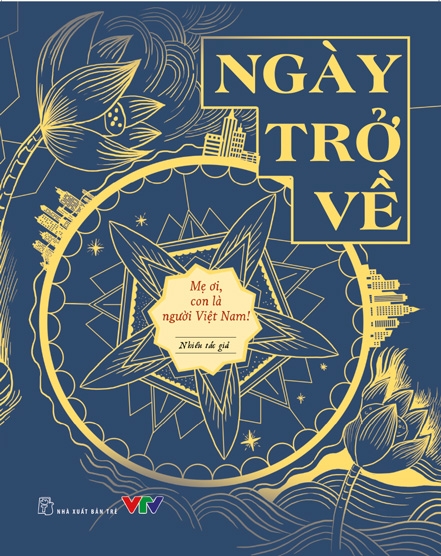 NGÀY
TRỞ
VỀ
Mẹ ơi,
con là
người Việt Nam!
Nhiều tác giả
NHÀ XUẤT BẢN TRẺ
VTV